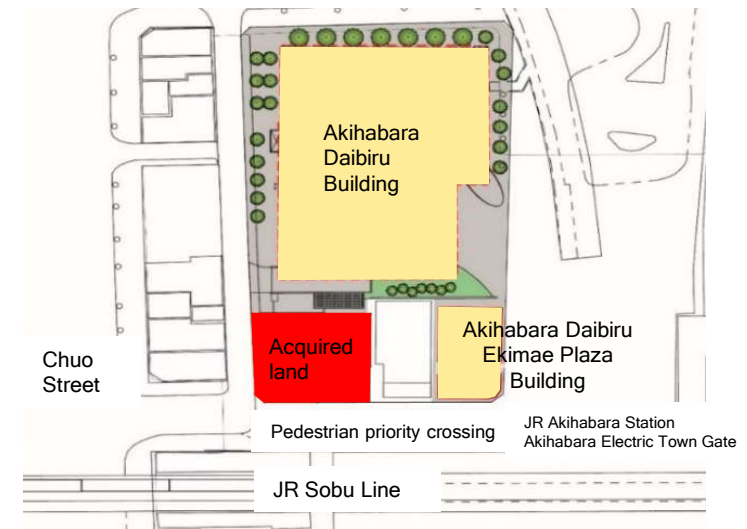 Akihabara
Daibiru
Building
Akihabara Daibiru
Ekimae Plaza
Building
Acquired
land
Chuo
Street
Pedestrian priority crossing
JR Akihabara Station
Akihabara Electric Town Gate
JR Sobu Line